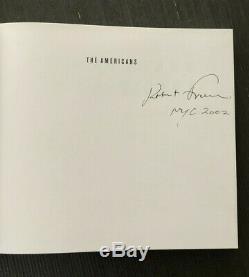 THE AMERICANS
Robert Frank
NYC 2002